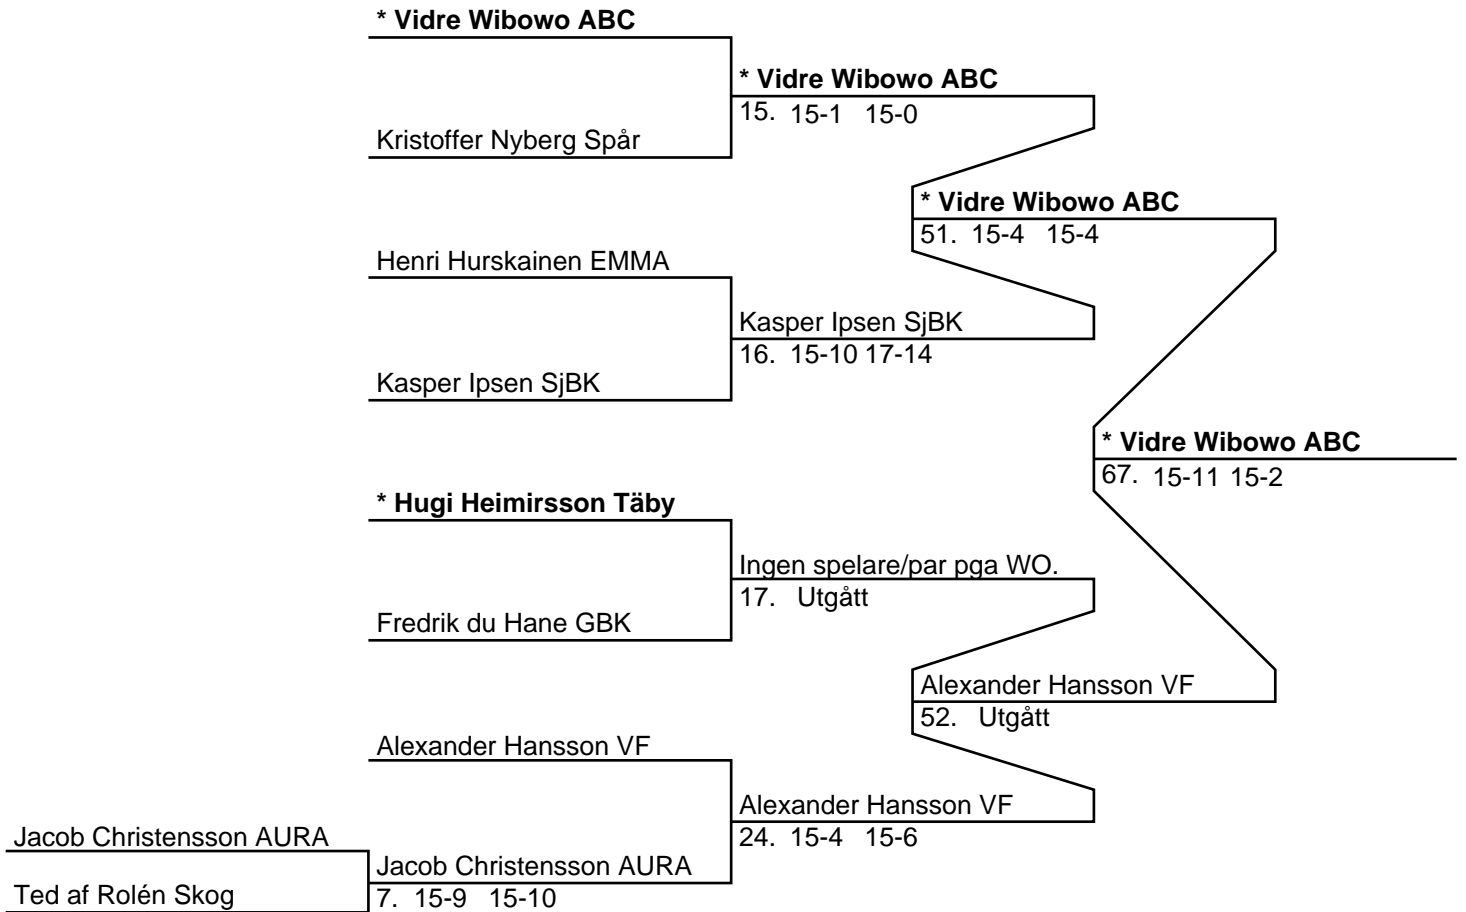 * Vidre Wibowo ABC
* Vidre Wibowo ABC
15. 15-1 15-0
Kristoffer Nyberg Spår
* Vidre Wibowo ABC
51. 15-4 15-4
Henri Hurskainen EMMA
Kasper Ipsen SjBK
16. 15-10 17-14
Kasper Ipsen SjBK
* Vidre Wibowo ABC
67. 15-11 15-2
* Hugi Heimirsson Täby
Ingen spelare/par pga WO.
17. Utgått
Fredrik du Hane GBK
Alexander Hansson VF
52. Utgått
Alexander Hansson VF
Alexander Hansson VF
24. 15-4 15-6
Jacob Christensson AURA
Jacob Christensson AURA
7. 15-9 15-10
Ted af Rolén Skog